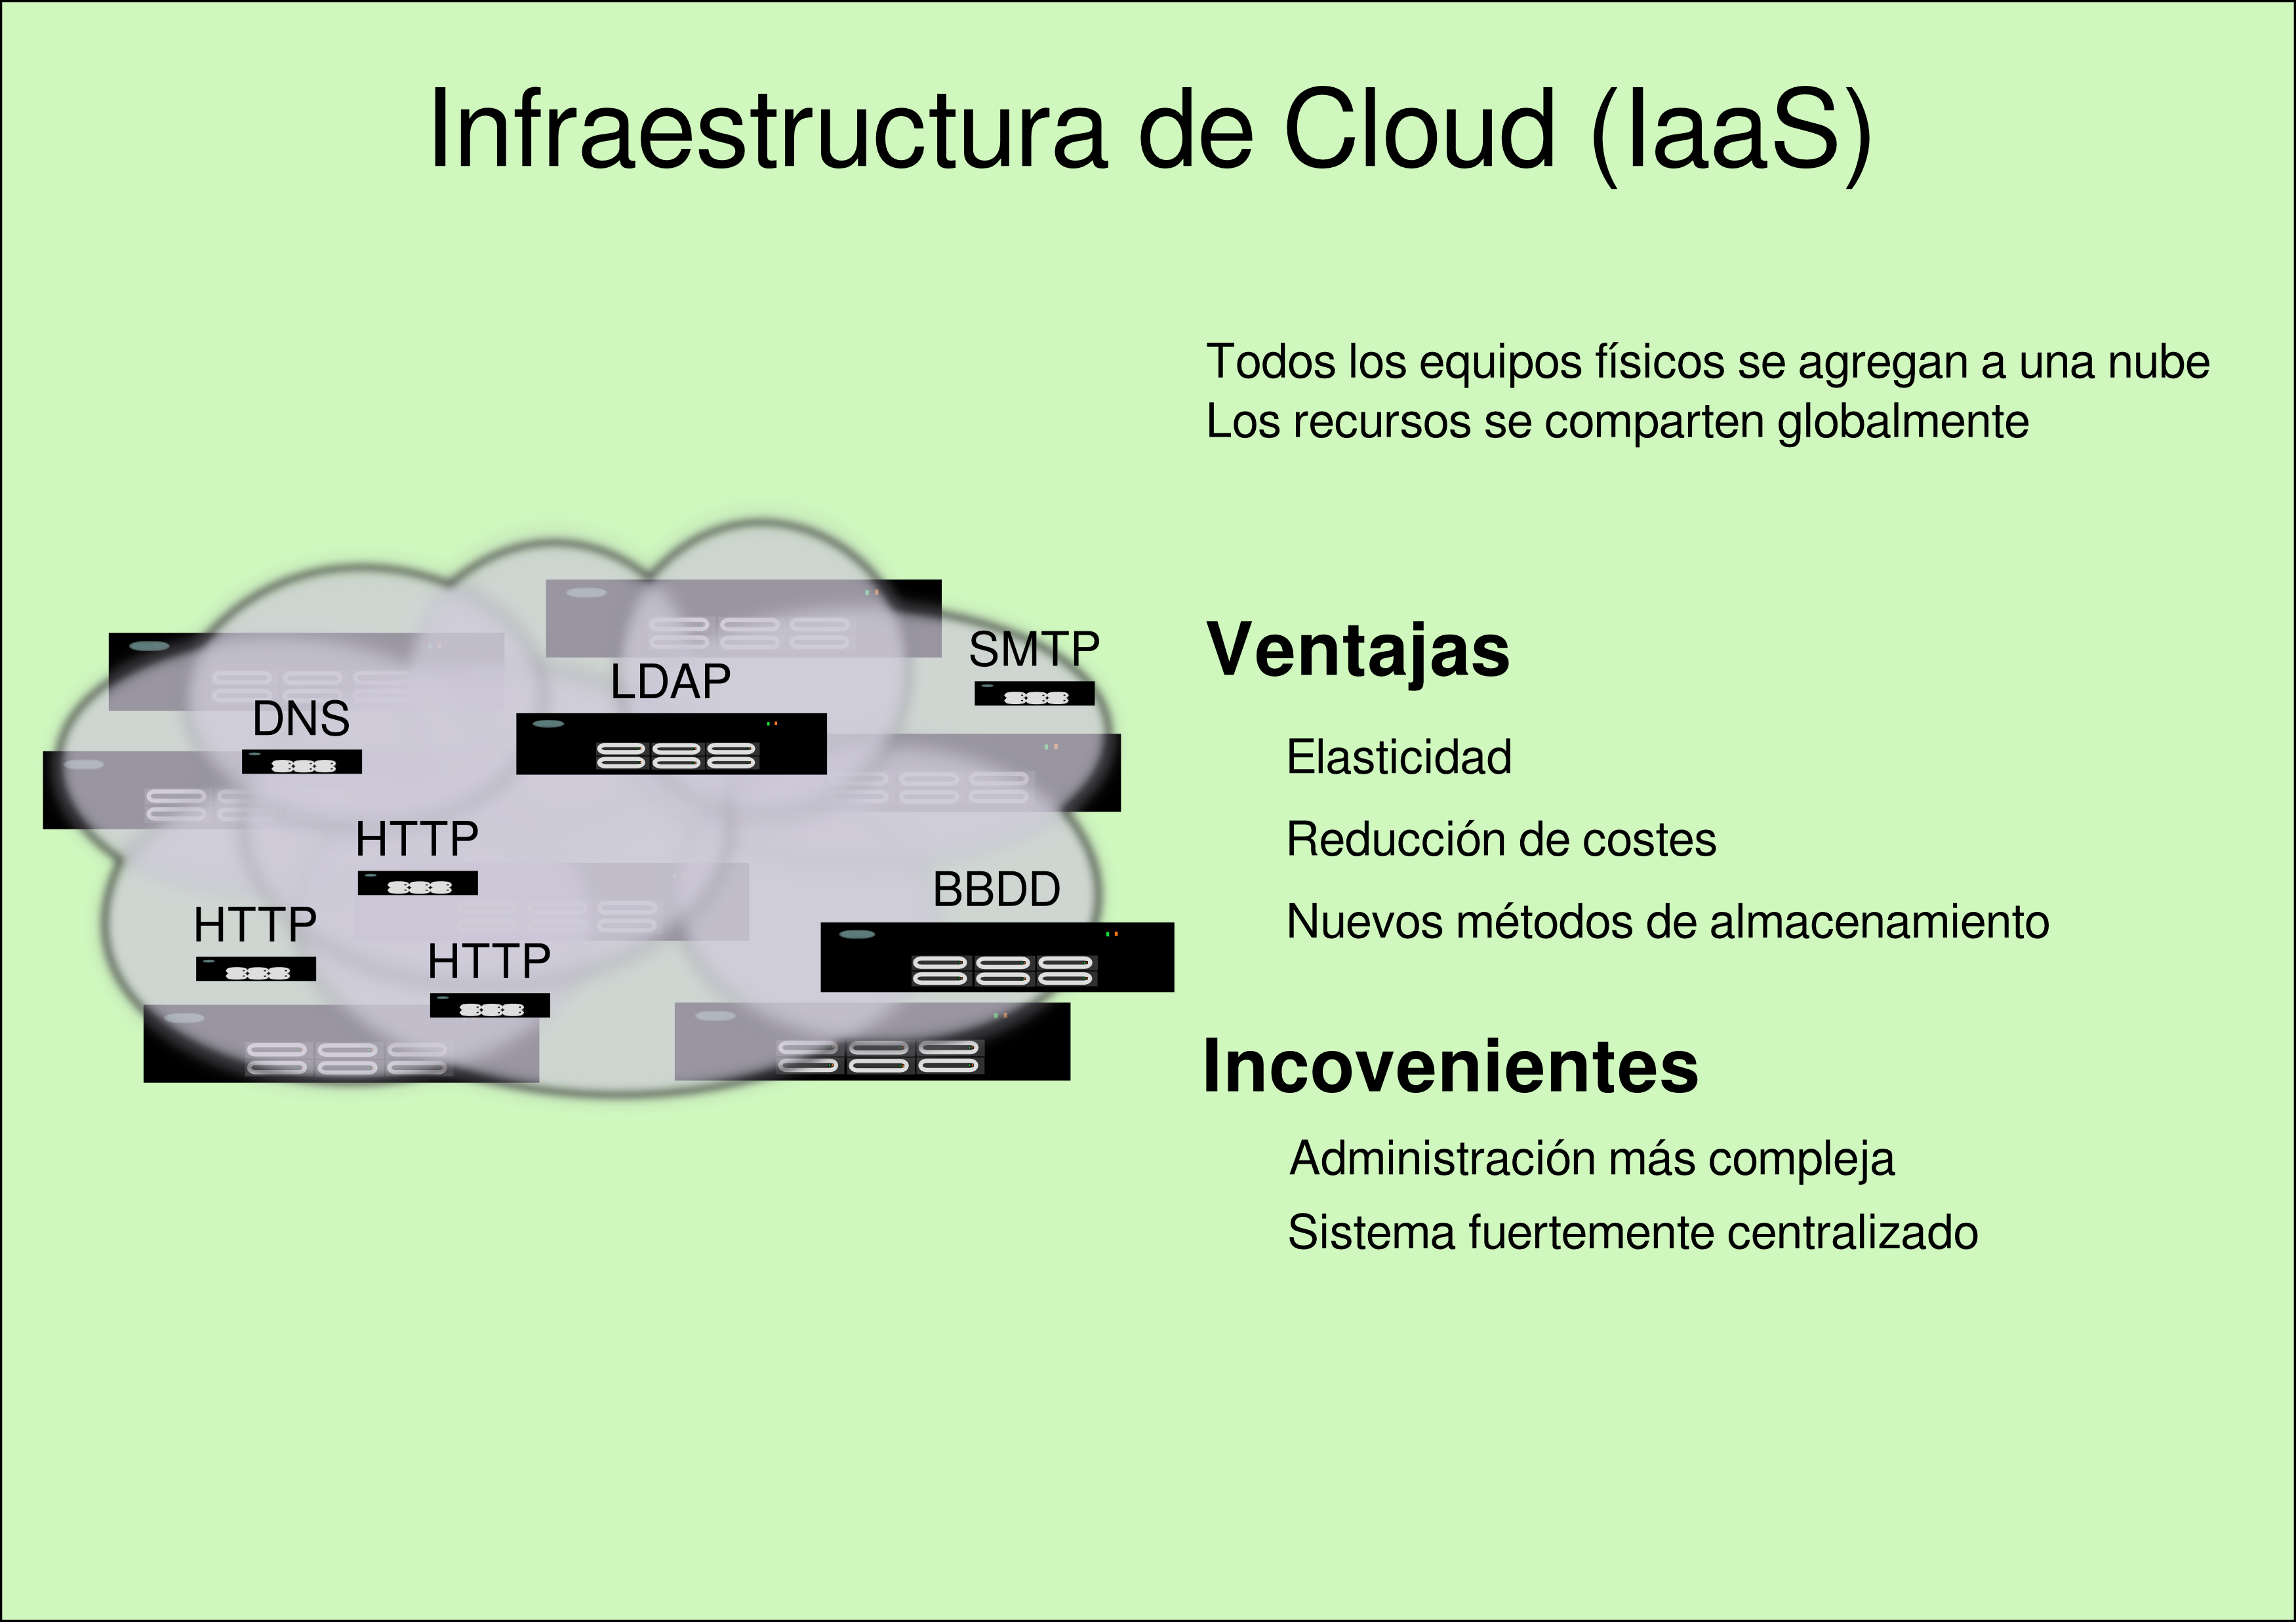 Infraestructura de Cloud (IaaS)
Todos los equipos físicos se agregan a una nube
Los recursos se comparten globalmente
SMTP
LDAP
DNS
HTTP
BBDD
HTTP
HTTP
Ventajas
Elasticidad
Reducción de costes
Nuevos métodos de almacenamiento
Incovenientes
Administración más compleja
Sistema fuertemente centralizado